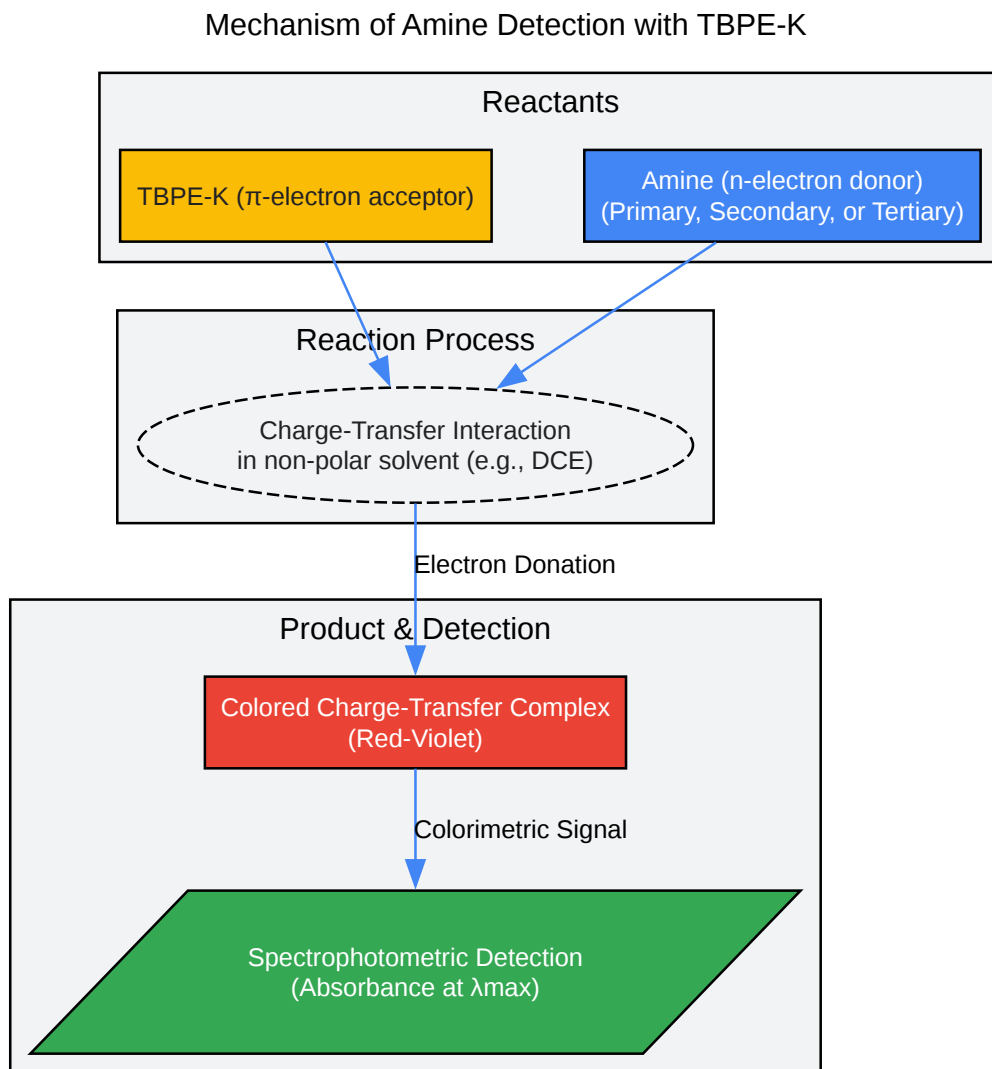 Mechanism of Amine Detection with TBPE-K
Reactants
TBPE-K (π-electron acceptor)
Amine (n-electron donor)
(Primary, Secondary, or Tertiary)
Reaction Process
Charge-Transfer Interaction
in non-polar solvent (e.g., DCE)
Electron Donation
Product & Detection
Colored Charge-Transfer Complex
(Red-Violet)
Colorimetric Signal
Spectrophotometric Detection
(Absorbance at λmax)